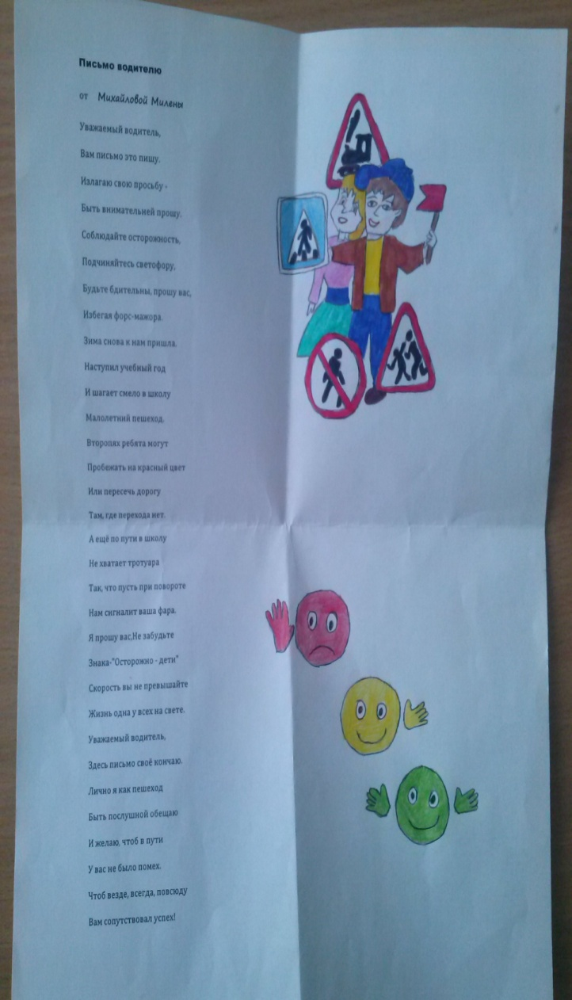 Письмо водителю
от Михайловой Милены
Уважаемый водитель,
Вам письмо это пишу.
Излагаю свою просьбу -
Быть внимательней прошу.
Соблюдайте осторожность,
Подчиняйтесь светофору,
Будьте бдительны, прошу вас,
Избегая форс-мажора.
Зима снова к нам пришла.
Наступил учебный год
И шагает смело в школу
Малолетний пешеход.
Второпях ребята могут
Пробежать на красный цвет
Или пересечь дорогу
Там, где перехода нет.
А ещё по пути в школу
Не хватает тротуара
Так, что пусть при повороте
Нам сигналит ваша фара.
Я прошу вас,Не забудьте
Знака-"Осторожно - дети"
Скорость вы не превышайте
Жизнь одна у всех на свете.
Уважаемый водитель,
Здесь письмо своё кончаю.
Лично я как пешеход
Быть послушной обещаю
И желаю, чтоб в пути
У вас не было помех.
Чтоб везде, всегда, повсюду
Вам сопутствовал успех!